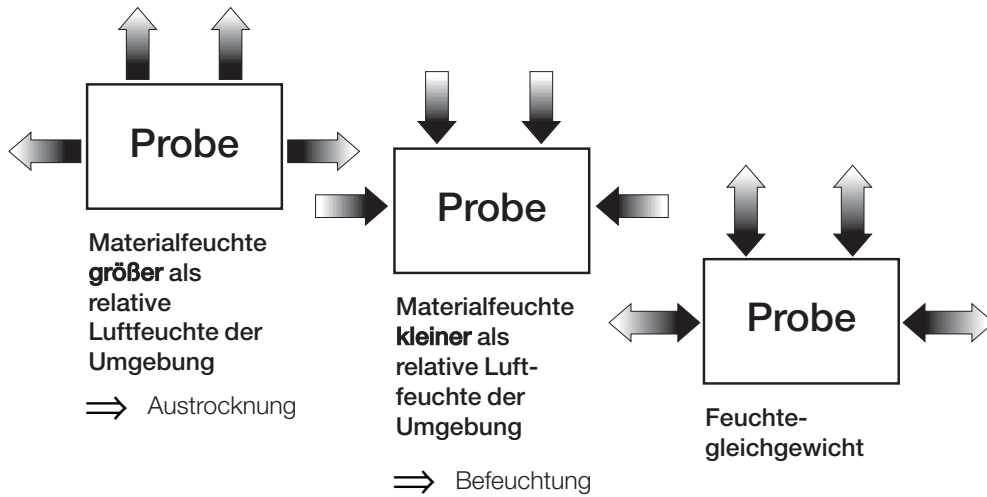 Probe
Materialfeuchte
größer als
relative
Luftfeuchte der
Umgebung
⇒ Austrocknung
Probe
Materialfeuchte
kleiner als
relative Luft-
feuchte der
Umgebung
⇒ Befeuchtung
Probe
Feuchte-
gleichgewicht